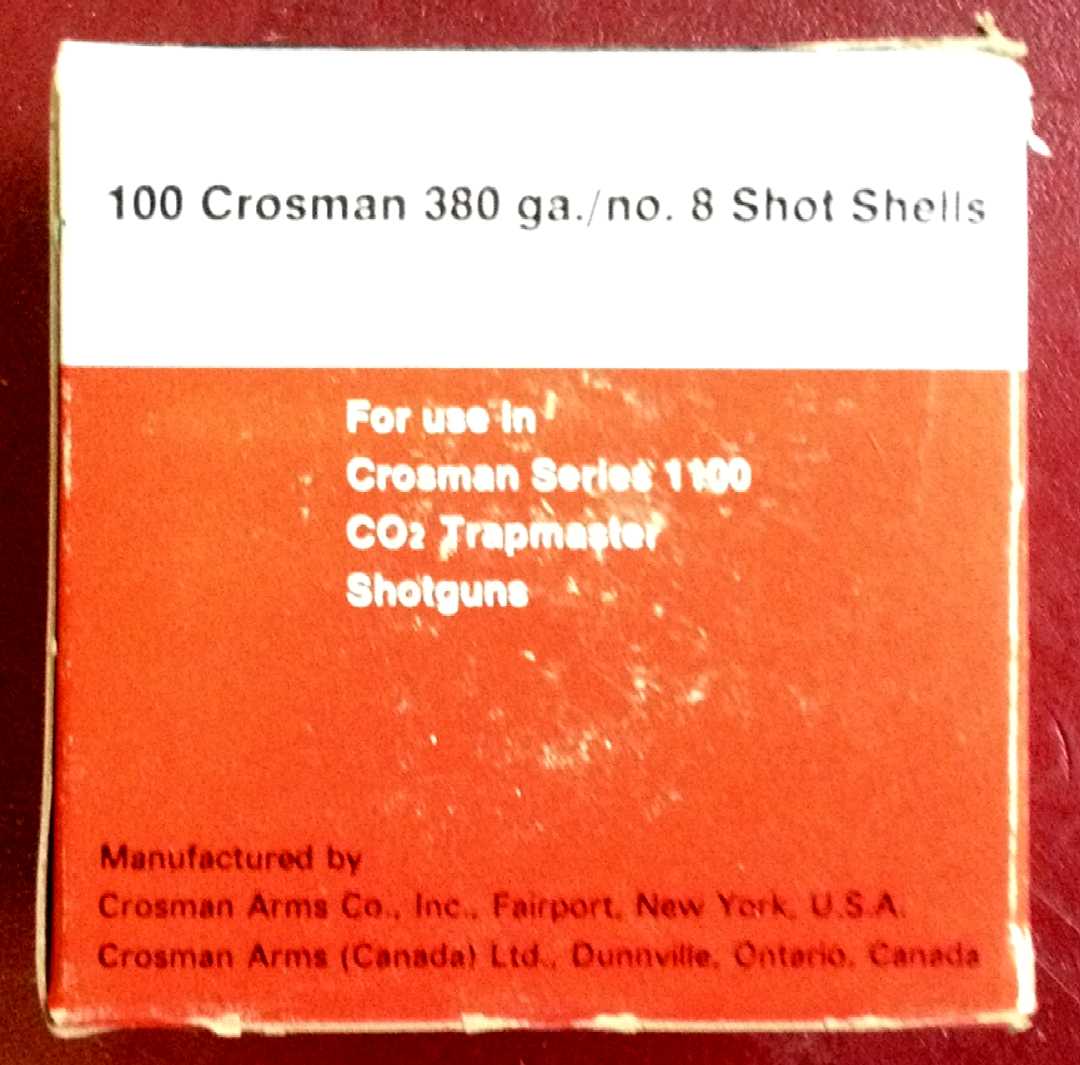 100 Crosman 380 ga./no. 8 Shot Shells
For use in
Crosman Series 1100
CO₂ Trapmaster
Shotguns
Manufactured by
Crosman Arms Co., Inc., Fairport, New York, U.S.A.
Crosman Arms (Canada) Ltd., Dunnville, Ontario, Canada